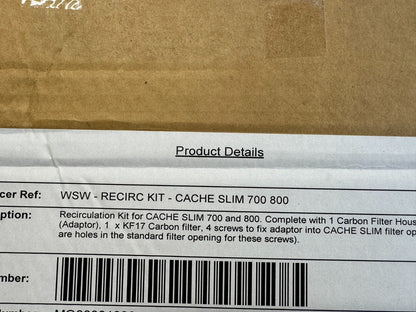 Product Details
cer Ref: WSW - RECIRC KIT - CACHE SLIM 700 800
ption: Recirculation Kit for CACHE SLIM 700 and 800. Complete with 1 Carbon Filter Hous
(Adaptor), 1 x KF17 Carbon filter, 4 screws to fix adaptor into CACHE SLIM filter ope
are holes in the standard filter opening for these screws).
umber: